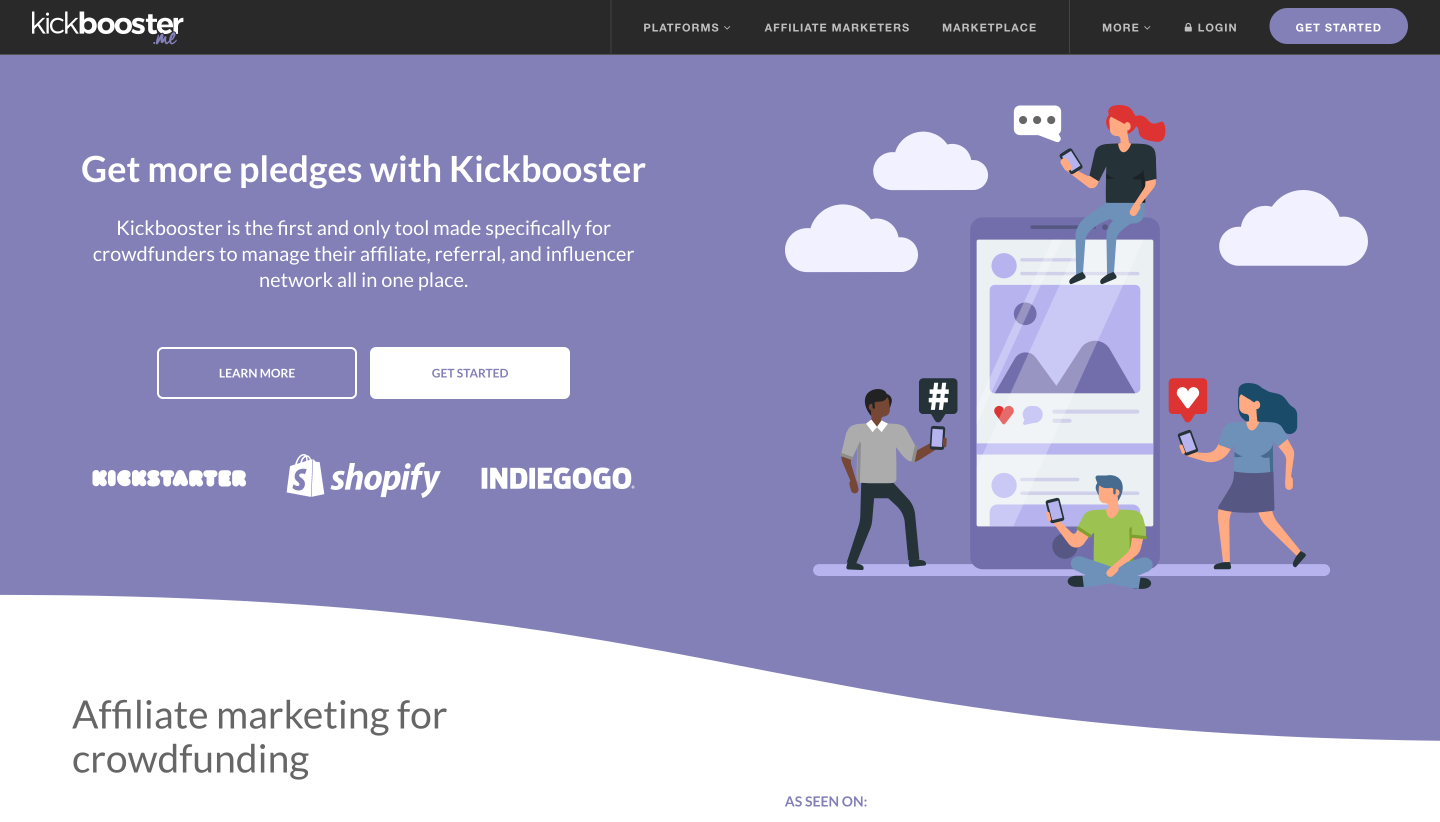 kickbooster
.me
PLATFORMS
AFFILIATE MARKETERS
MARKETPLACE
MORE
LOGIN
GET STARTED
Get more pledges with Kickbooster
Kickbooster is the first and only tool made specifically for
crowdfunders to manage their affiliate, referral, and influencer
network all in one place.
LEARN MORE
GET STARTED
KICKSTARTER
shopify
INDIEGOGO
#
Affiliate marketing for
crowdfunding
AS SEEN ON: